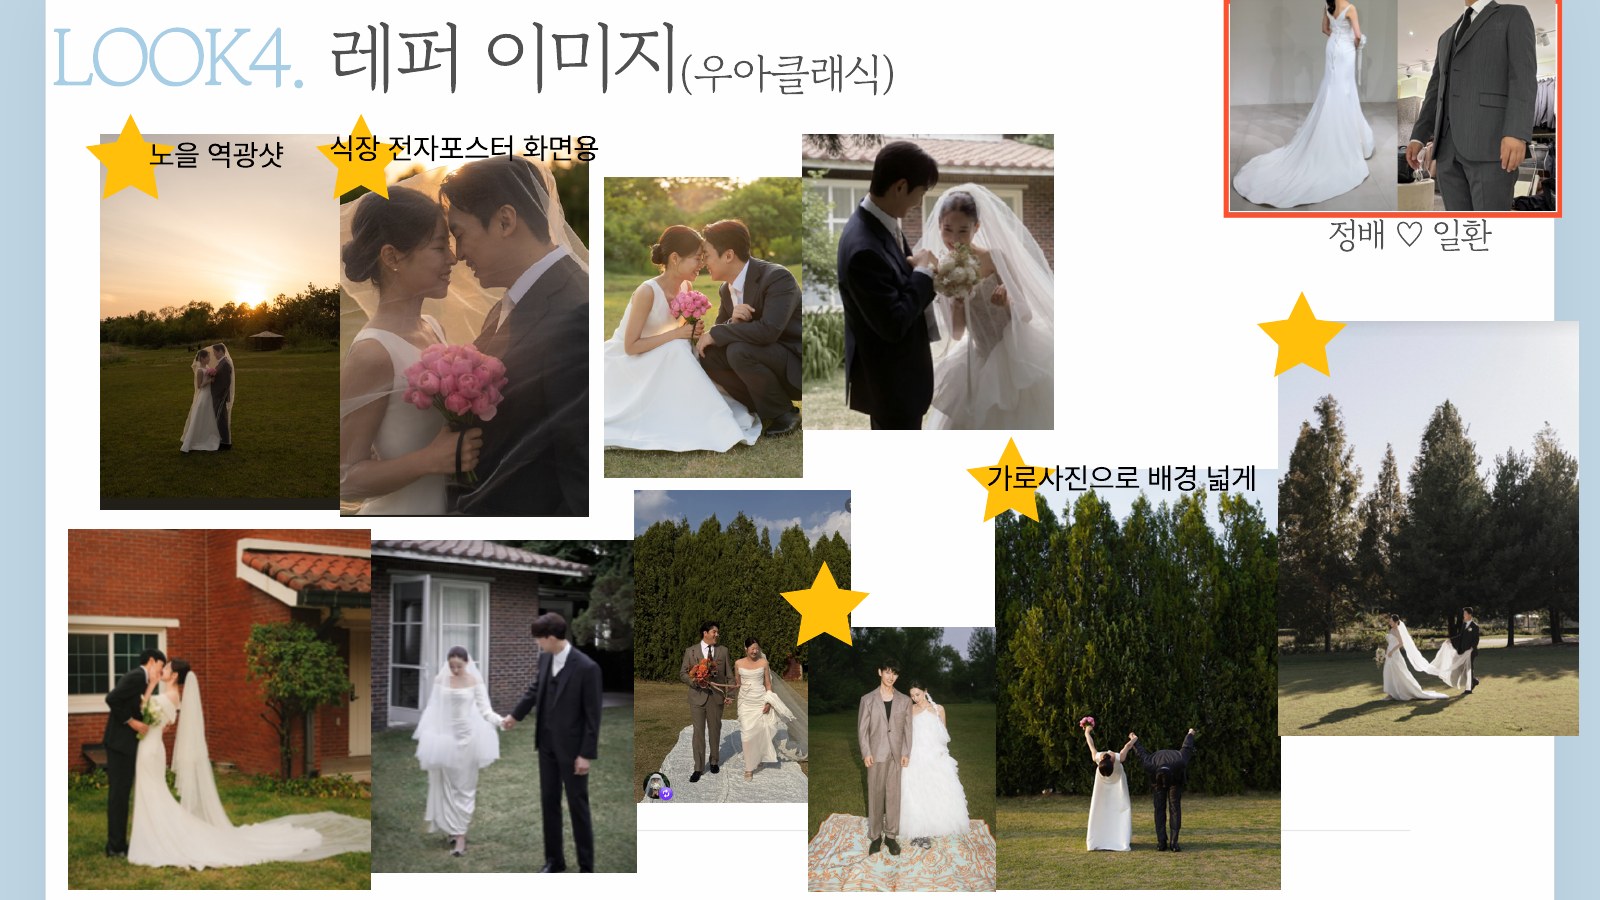 LOOK4. 레퍼 이미지(우아클래식)
노을 역광샷
식장 전자포스터 화면용
정배 ♡ 일환
가로사진으로 배경 넓게